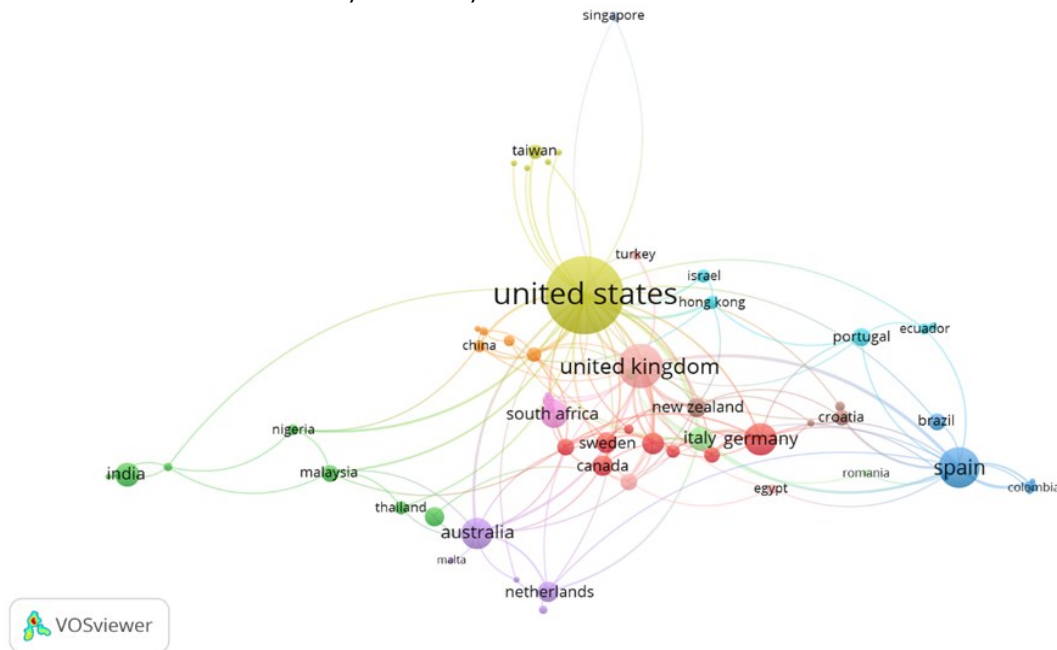 singapore
taiwan
turkey
united states
israel
hong kong
ecuador
portugal
china
united kingdom
south africa
new zealand
croatia
brazil
nigeria
sweden
italy
germany
india
malaysia
canada
spain
romania
egypt
colombia
thailand
australia
malta
netherlands
VOSviewer